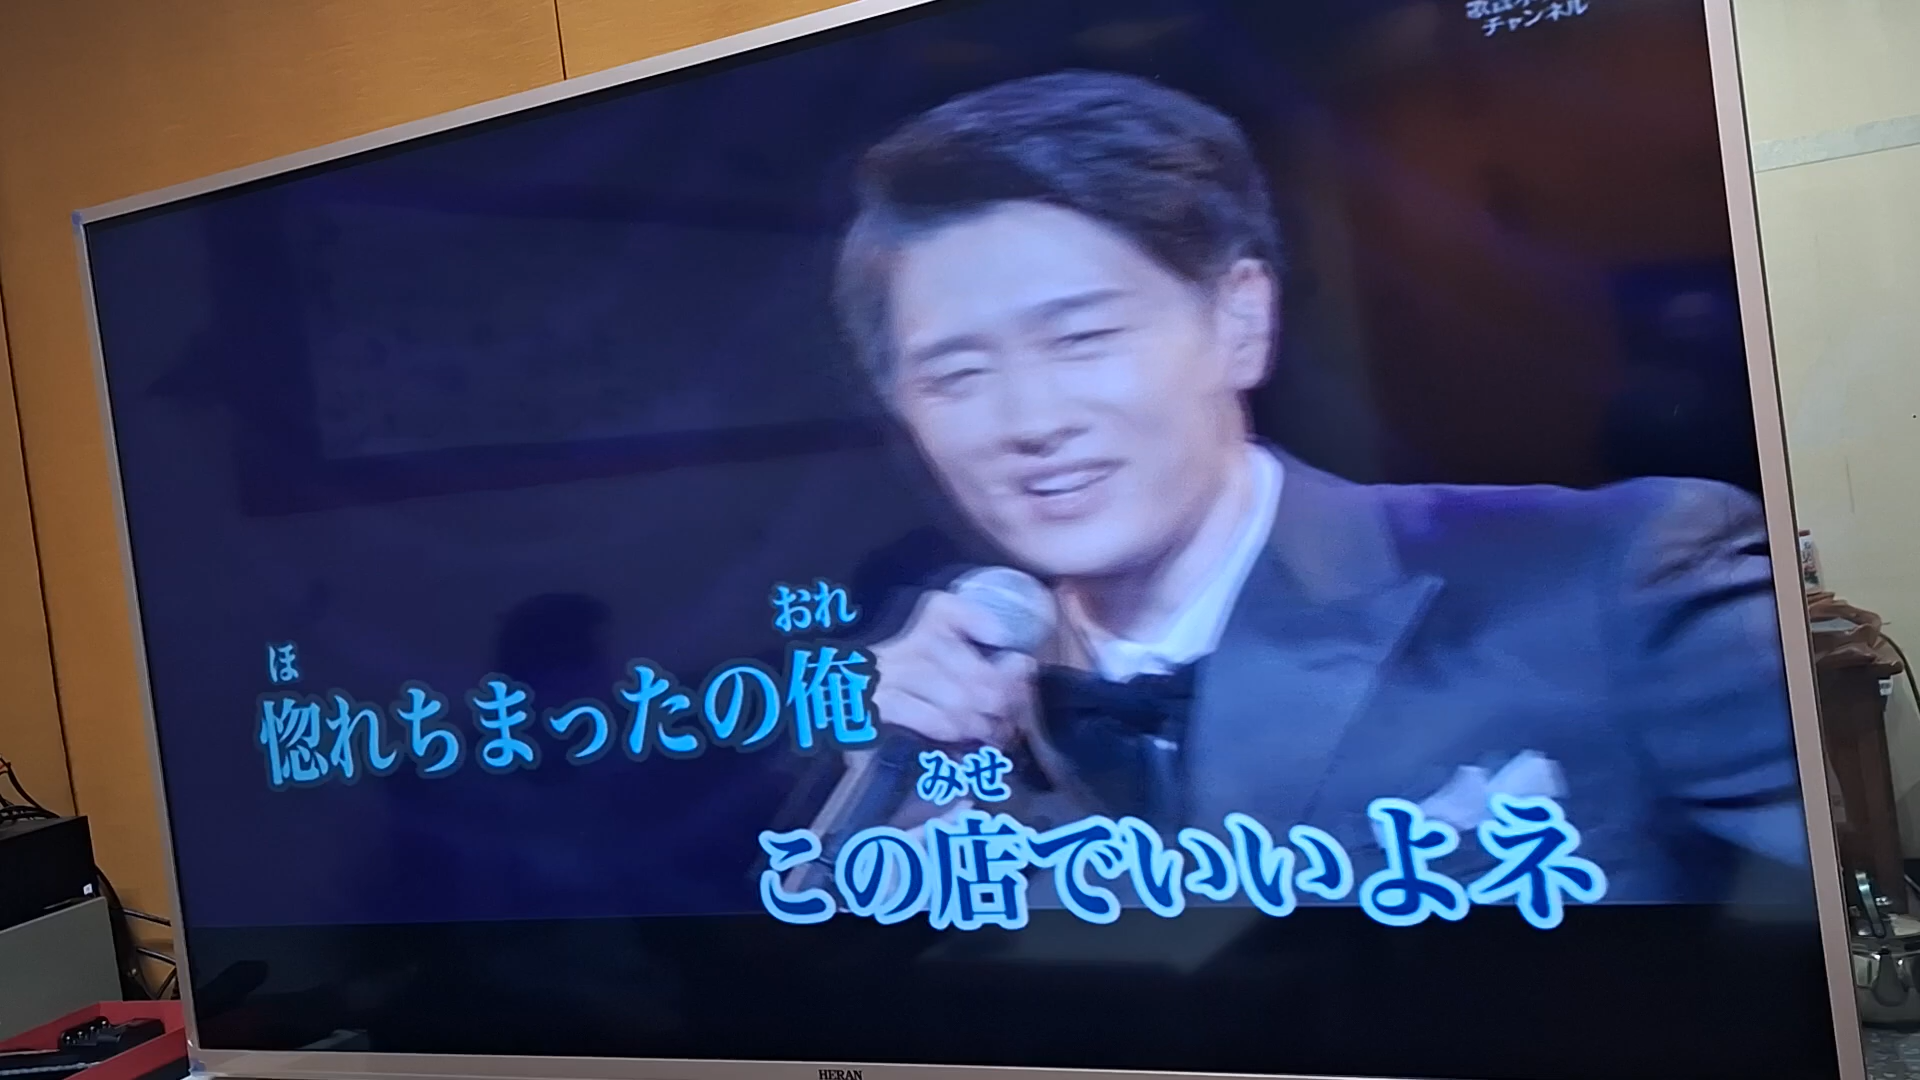 チャンネル
ほ
おれ
惚れちまったの俺
みせ
この店でいいよネ
HERAN